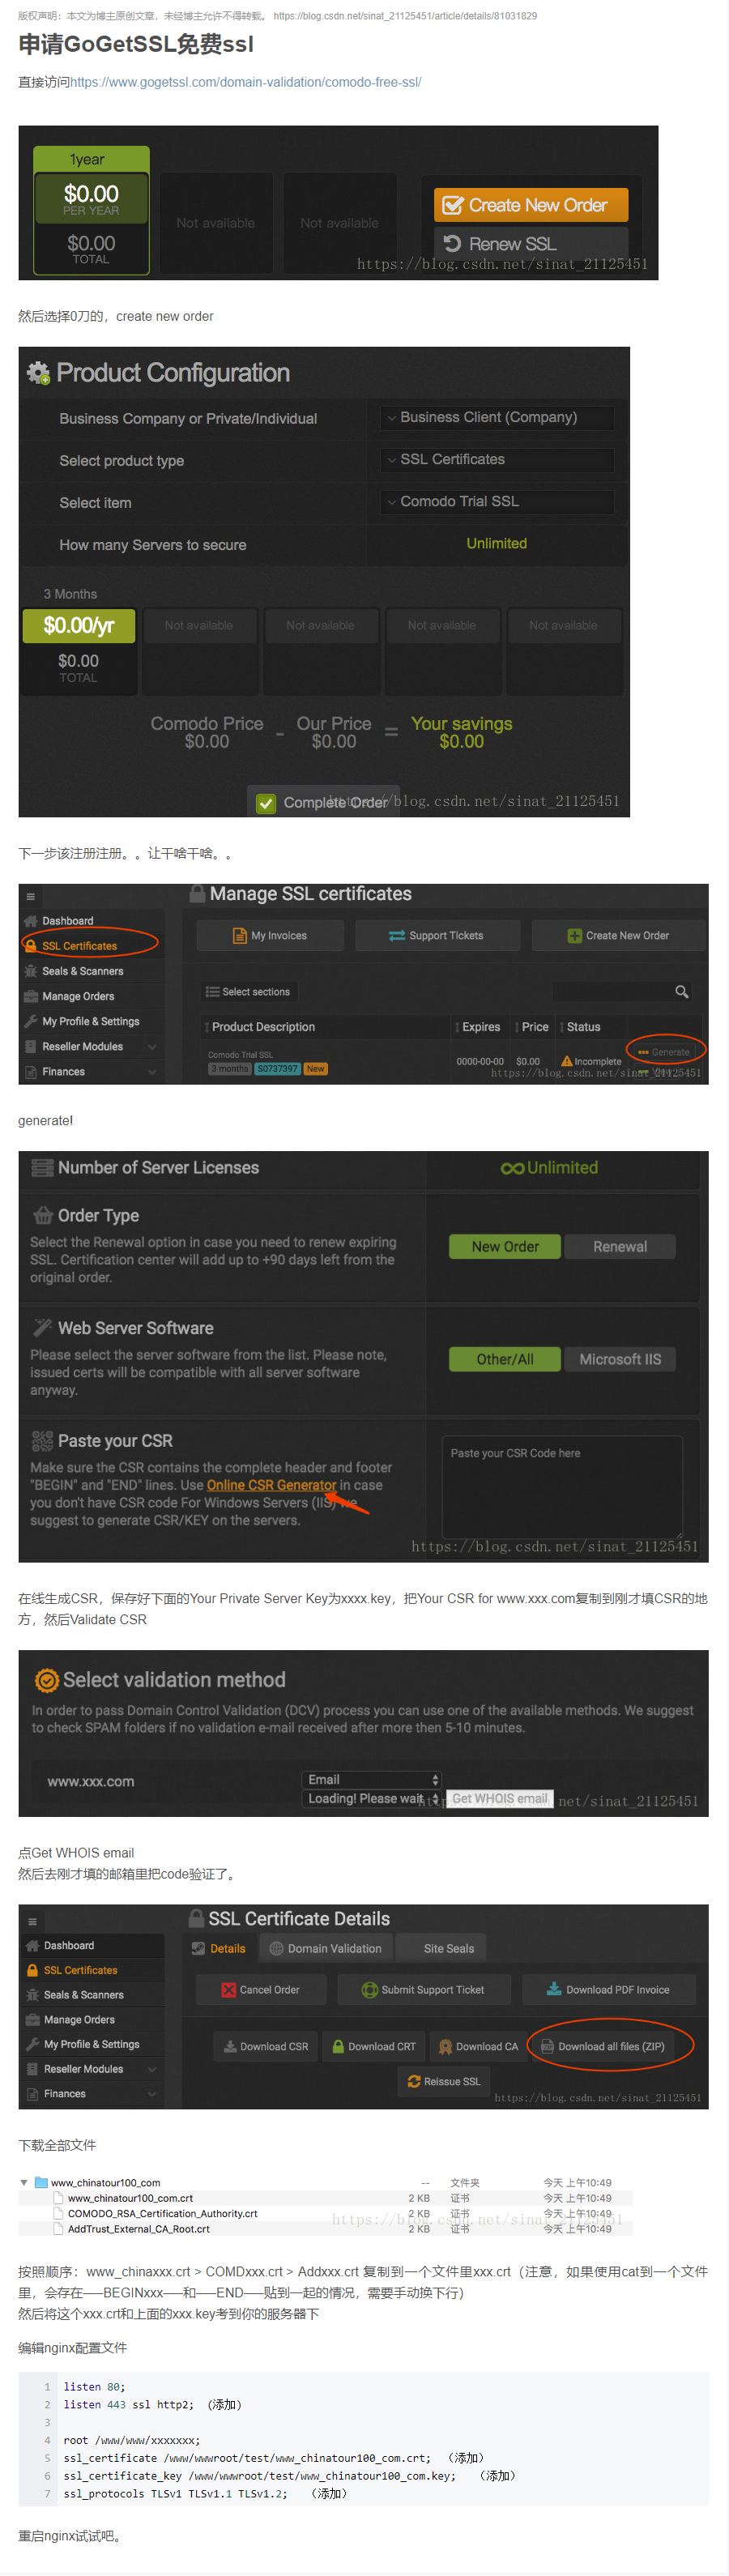 版权声明：本文为博主原创文章，未经博主允许不得转载。 https://blog.csdn.net/sinat_21125451/article/details/81031829
申请GoGetSSL免费ssl
直接访问https://www.gogetssl.com/domain-validation/comodo-free-ssl/
1year
$0.00
PER YEAR
$0.00
TOTAL
Not available
Not available
Create New Order
Renew SSL
https://blog.csdn.net/sinat_21125451
然后选择0刀的，create new order
Product Configuration
Business Company or Private/Individual
Business Client (Company)
Select product type
SSL Certificates
Select item
Comodo Trial SSL
How many Servers to secure
Unlimited
3 Months
$0.00/yr
Not available
Not available
Not available
Not available
$0.00
TOTAL
Comodo Price - Our Price = Your savings
$0.00 $0.00 $0.00
Complete Order
blog.csdn.net/sinat_21125451
下一步该注册注册。。让干啥干啥。。
Manage SSL certificates
Dashboard
SSL Certificates
Seals & Scanners
Manage Orders
My Profile & Settings
Reseller Modules
Finances
My Invoices
Support Tickets
Create New Order
Select sections
Product Description
Expires
Price
Status
Comodo Trial SSL
3 months S0737397 New
0000-00-00
$0.00
Incomplete
Generate
View
https://blog.csdn.net/sinat_21125451
generate!
Number of Server Licenses
Unlimited
Order Type
Select the Renewal option in case you need to renew expiring
SSL. Certification center will add up to +90 days left from the
original order.
New Order
Renewal
Web Server Software
Please select the server software from the list. Please note,
issued certs will be compatible with all server software
anyway.
Other/All
Microsoft IIS
Paste your CSR
Make sure the CSR contains the complete header and footer
"BEGIN" and "END" lines. Use Online CSR Generator in case
you don't have CSR code For Windows Servers (IIS) we
suggest to generate CSR/KEY on the servers.
Paste your CSR Code here
https://blog.csdn.net/sinat_21125451
在线生成CSR，保存好下面的Your Private Server Key为xxxx.key，把Your CSR for www.xxx.com复制到刚才填CSR的地
方，然后Validate CSR
Select validation method
In order to pass Domain Control Validation (DCV) process you can use one of the available methods. We suggest
to check SPAM folders if no validation e-mail received after more then 5-10 minutes.
www.xxx.com
Email
Loading! Please wait
Get WHOIS email
net/sinat_21125451
点Get WHOIS email
然后去刚才填的邮箱里把code验证了。
SSL Certificate Details
Dashboard
SSL Certificates
Seals & Scanners
Manage Orders
My Profile & Settings
Reseller Modules
Finances
Details
Domain Validation
Site Seals
Cancel Order
Submit Support Ticket
Download PDF Invoice
Download CSR
Download CRT
Download CA
Download all files (ZIP)
Reissue SSL
https://blog.csdn.net/sinat_21125451
下载全部文件
www_chinatour100_com -- 文件夹 今天 上午10:49
www_chinatour100_com.crt 2 KB 证书 今天 上午10:49
COMODO_RSA_Certification_Authority.crt 2 KB 证书 今天 上午10:49
AddTrust_External_CA_Root.crt 2 KB 证书 今天 上午10:49
https://blog.csdn.net/sinat_21125451
按照顺序：www_chinaxxx.crt > COMDxxx.crt > Addxxx.crt 复制到一个文件里xxx.crt（注意，如果使用cat到一个文件
里，会存在——BEGINxxx——和——END——贴到一起的情况，需要手动换下行）
然后将这个xxx.crt和上面的xxx.key考到你的服务器下
编辑nginx配置文件
1 listen 80;
2 listen 443 ssl http2; （添加）
3
4 root /www/www/xxxxxxx;
5 ssl_certificate /www/wwwroot/test/www_chinatour100_com.crt; （添加）
6 ssl_certificate_key /www/wwwroot/test/www_chinatour100_com.key; （添加）
7 ssl_protocols TLSv1 TLSv1.1 TLSv1.2; （添加）
重启nginx试试吧。